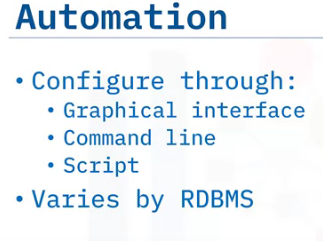 Automation
• Configure through:
• Graphical interface
• Command line
• Script
• Varies by RDBMS